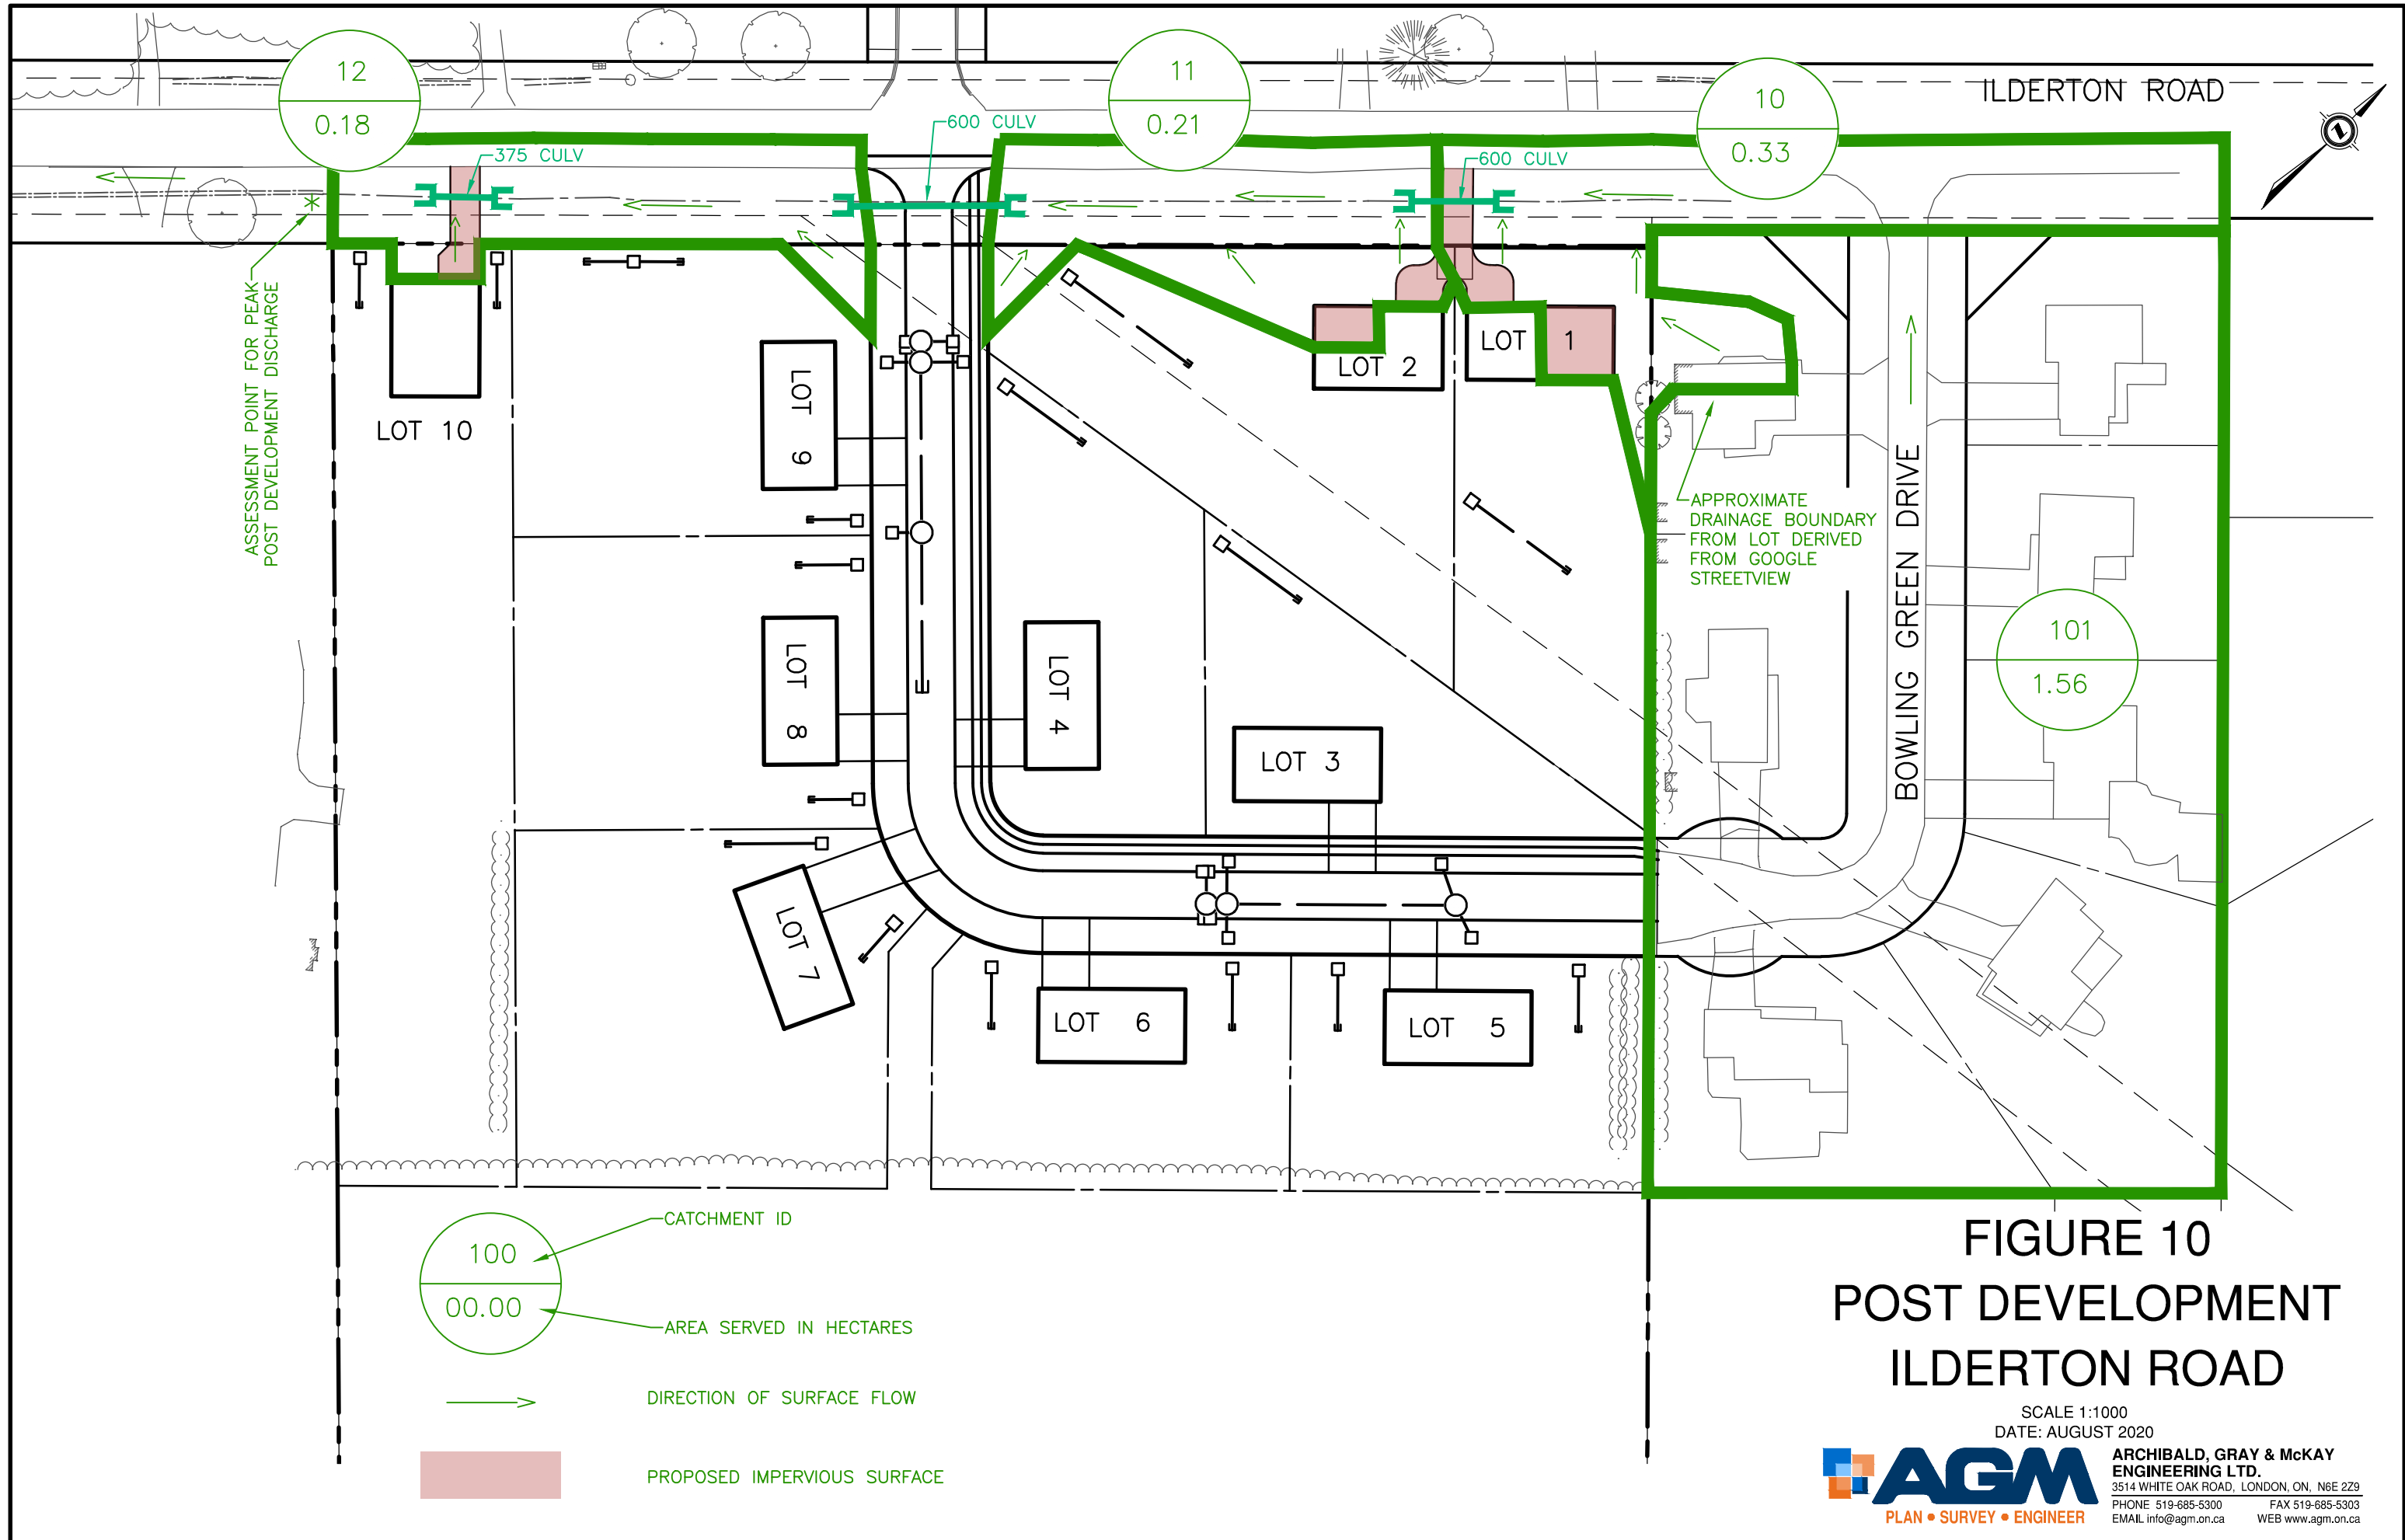 12
0.18
11
0.21
10
0.33
ILDERTON ROAD
600 CULV
375 CULV
600 CULV
ASSESSMENT POINT FOR PEAK
POST DEVELOPMENT DISCHARGE
LOT 10
LOT 9
LOT 2
LOT 1
APPROXIMATE
DRAINAGE BOUNDARY
FROM LOT DERIVED
FROM GOOGLE
STREETVIEW
BOWLING GREEN DRIVE
101
1.56
LOT 8
LOT 4
LOT 3
LOT 7
LOT 6
LOT 5
100
00.00
CATCHMENT ID
AREA SERVED IN HECTARES
DIRECTION OF SURFACE FLOW
PROPOSED IMPERVIOUS SURFACE
FIGURE 10
POST DEVELOPMENT
ILDERTON ROAD
SCALE 1:1000
DATE: AUGUST 2020
AGM
PLAN • SURVEY • ENGINEER
ARCHIBALD, GRAY & McKAY
ENGINEERING LTD.
3514 WHITE OAK ROAD, LONDON, ON, N6E 2Z9
PHONE 519-685-5300 FAX 519-685-5303
EMAIL info@agm.on.ca WEB www.agm.on.ca